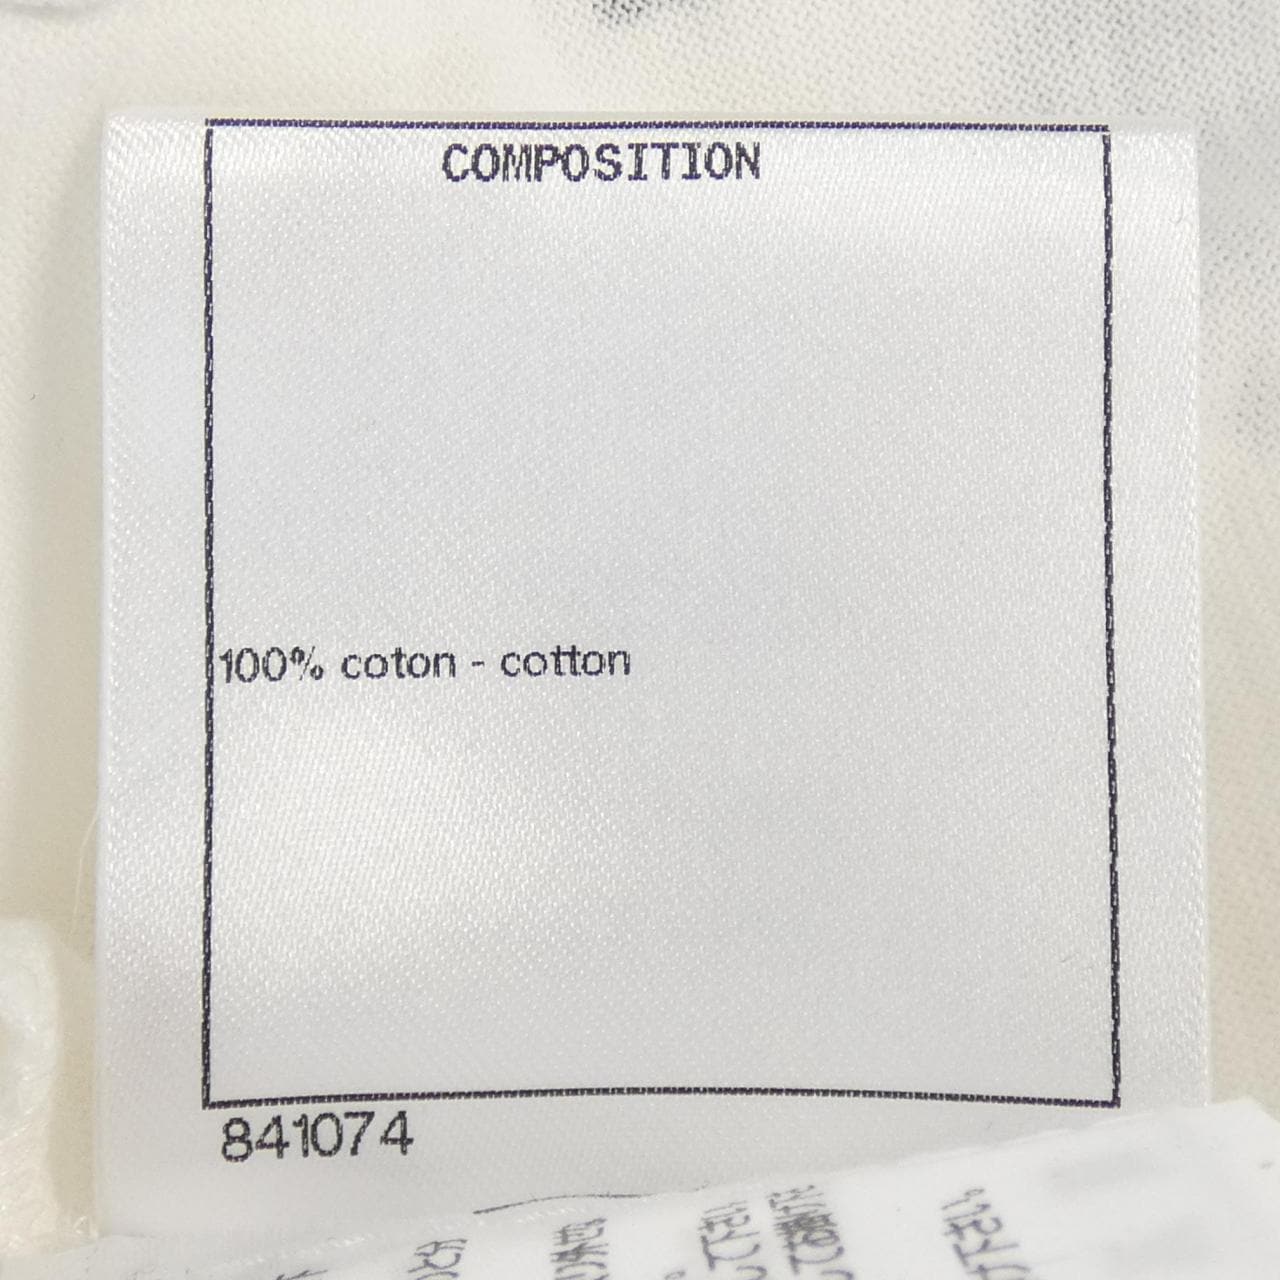 COMPOSITION
100% coton - cotton
841074